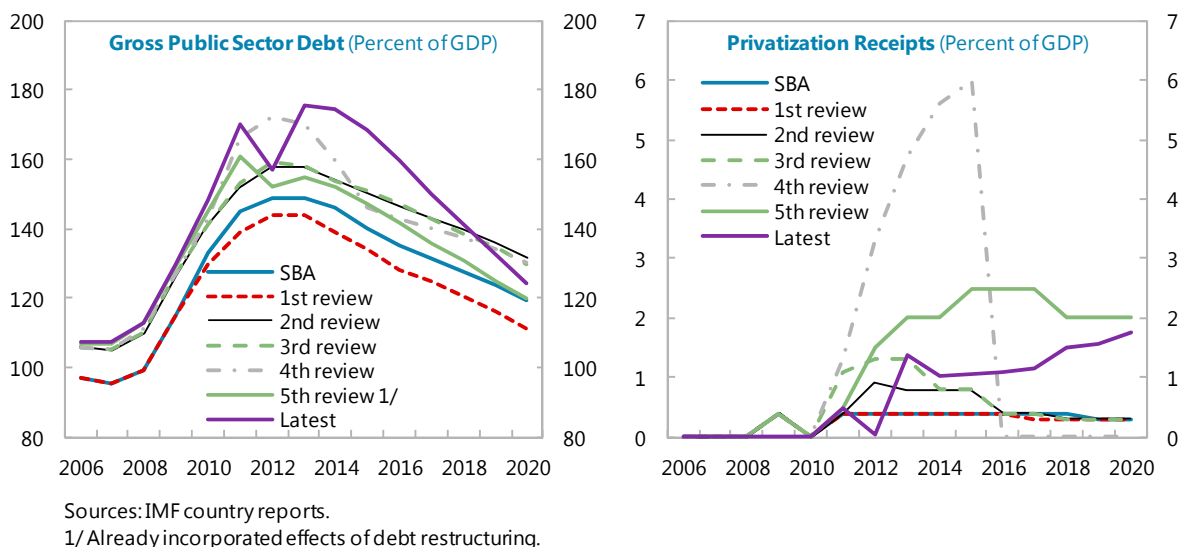 Gross Public Sector Debt (Percent of GDP)
200
180
160
140
120
100
80
200
180
160
140
120
100
80
SBA
1st review
2nd review
3rd review
4th review
5th review 1/
Latest
2006 2008 2010 2012 2014 2016 2018 2020
Privatization Receipts (Percent of GDP)
7
6
5
4
3
2
1
0
7
6
5
4
3
2
1
0
SBA
1st review
2nd review
3rd review
4th review
5th review
Latest
2006 2008 2010 2012 2014 2016 2018 2020
Sources: IMF country reports.
1/ Already incorporated effects of debt restructuring.